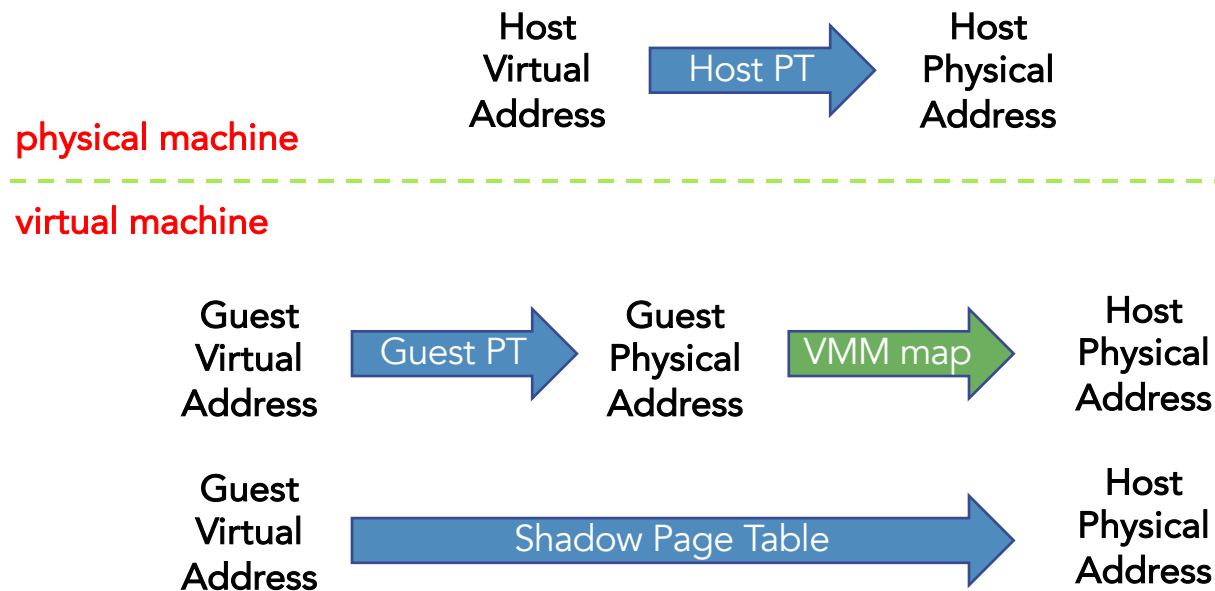 Host
Virtual
Address
Host PT
Host
Physical
Address
physical machine
virtual machine
Guest
Virtual
Address
Guest PT
Guest
Physical
Address
VMM map
Host
Physical
Address
Guest
Virtual
Address
Shadow Page Table
Host
Physical
Address